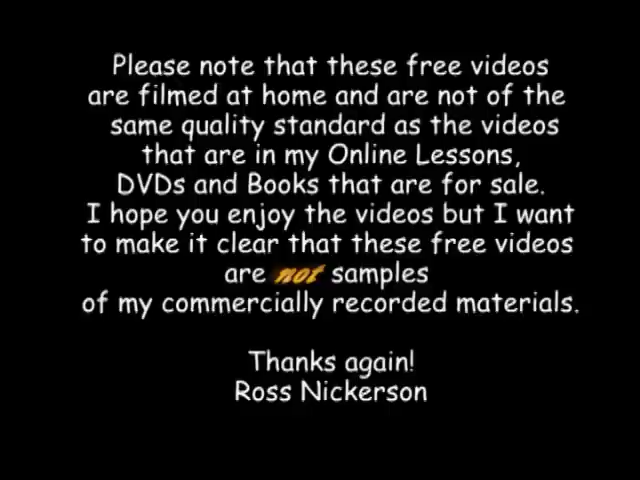 Please note that these free videos
are filmed at home and are not of the
same quality standard as the videos
that are in my Online Lessons,
DVDs and Books that are for sale.
I hope you enjoy the videos but I want
to make it clear that these free videos
are not samples
of my commercially recorded materials.
Thanks again!
Ross Nickerson